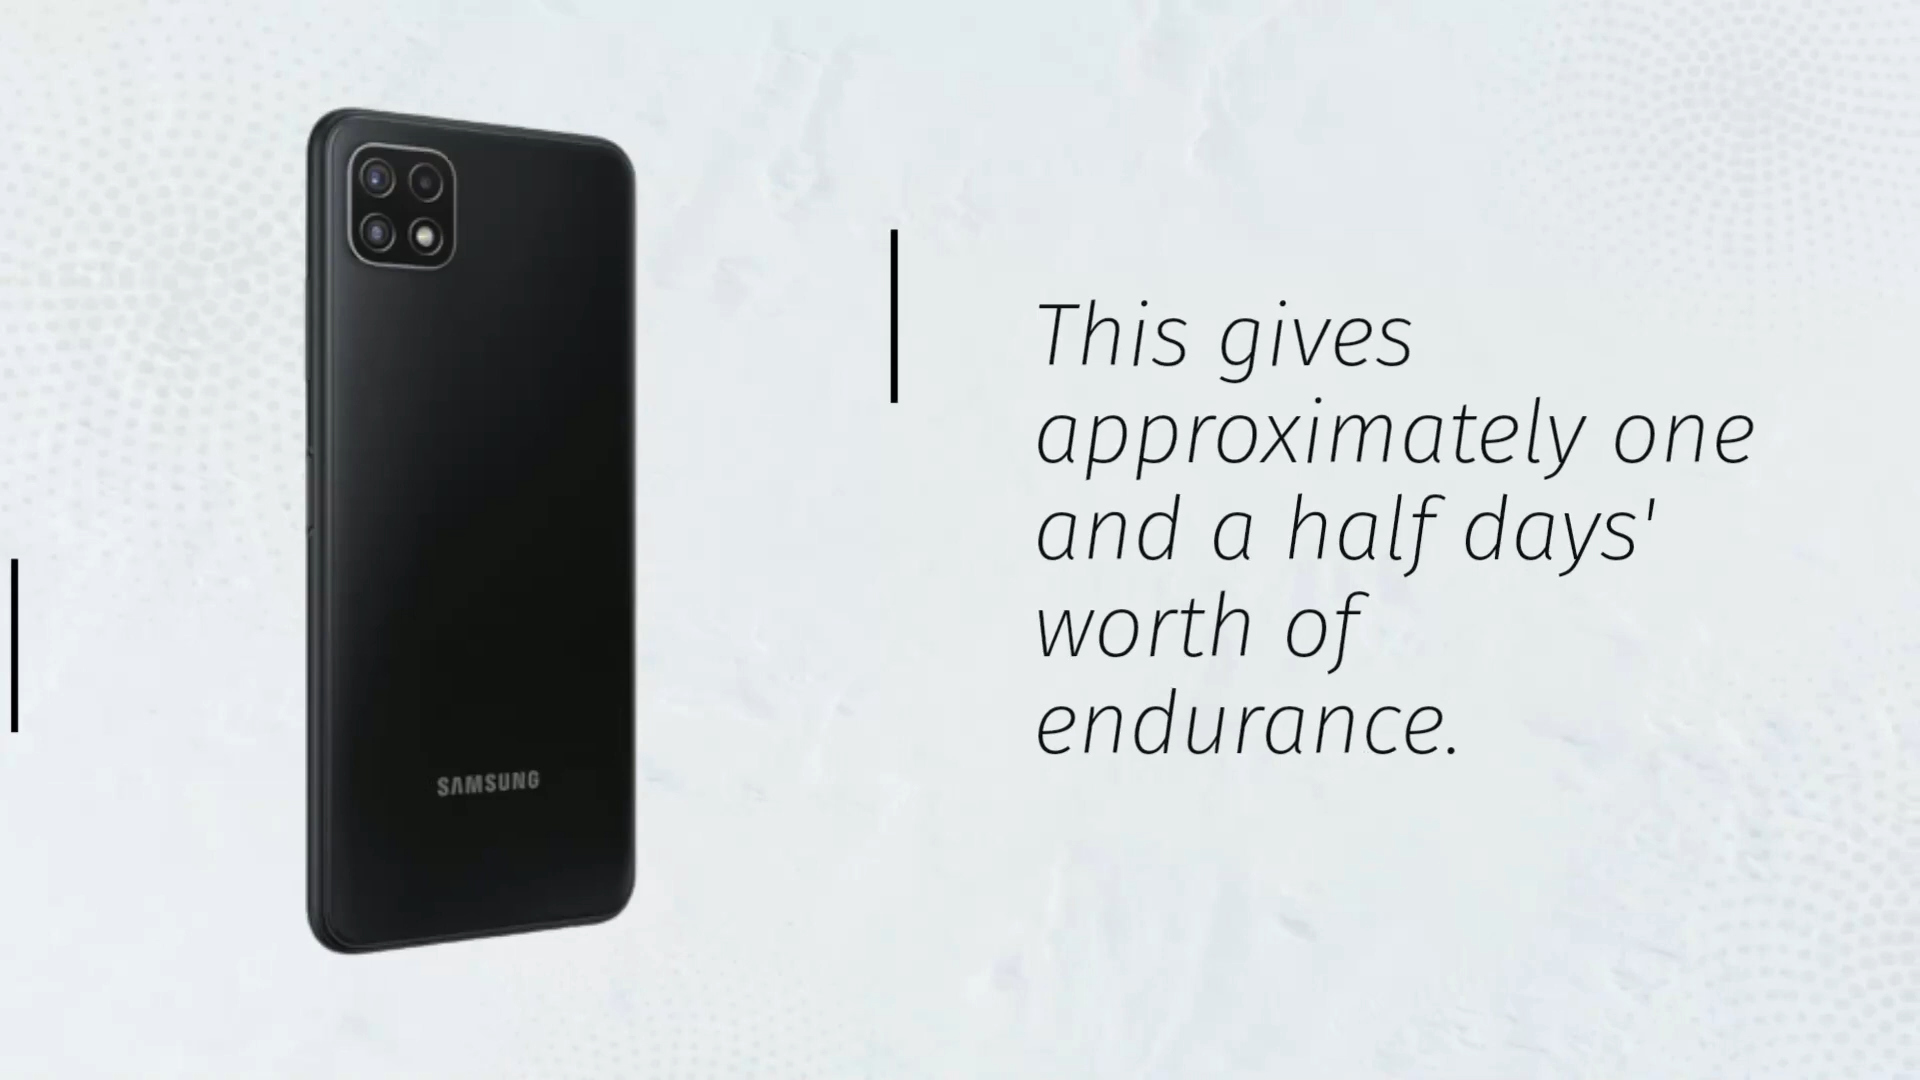 SAMSUNG
This gives
approximately one
and a half days'
worth of
endurance.